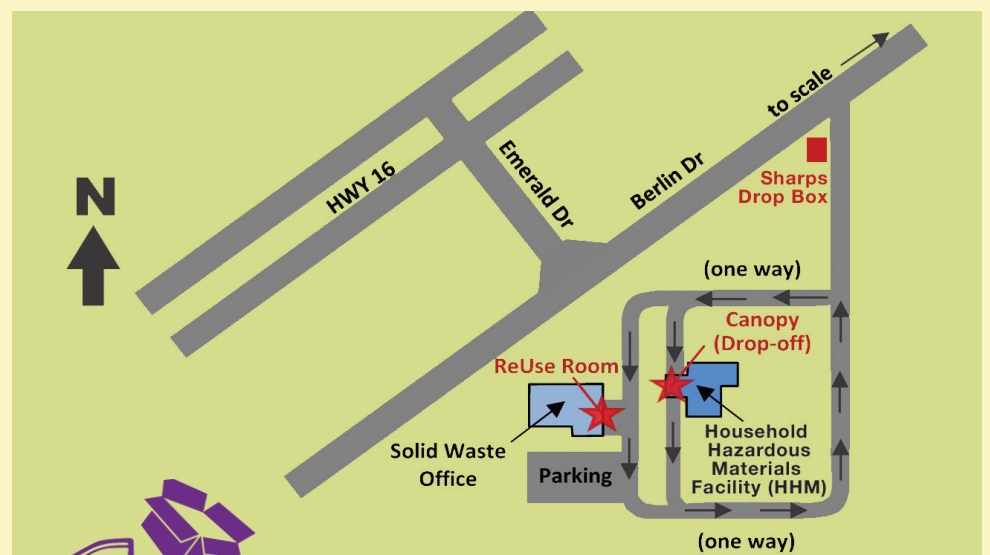 to scale
Emerald Dr
Berlin Dr
HWY 16
N
Sharps
Drop Box
(one way)
Canopy
(Drop-off)
ReUse Room
Solid Waste
Office
Household
Hazardous
Materials
Facility (HHM)
Parking
(one way)